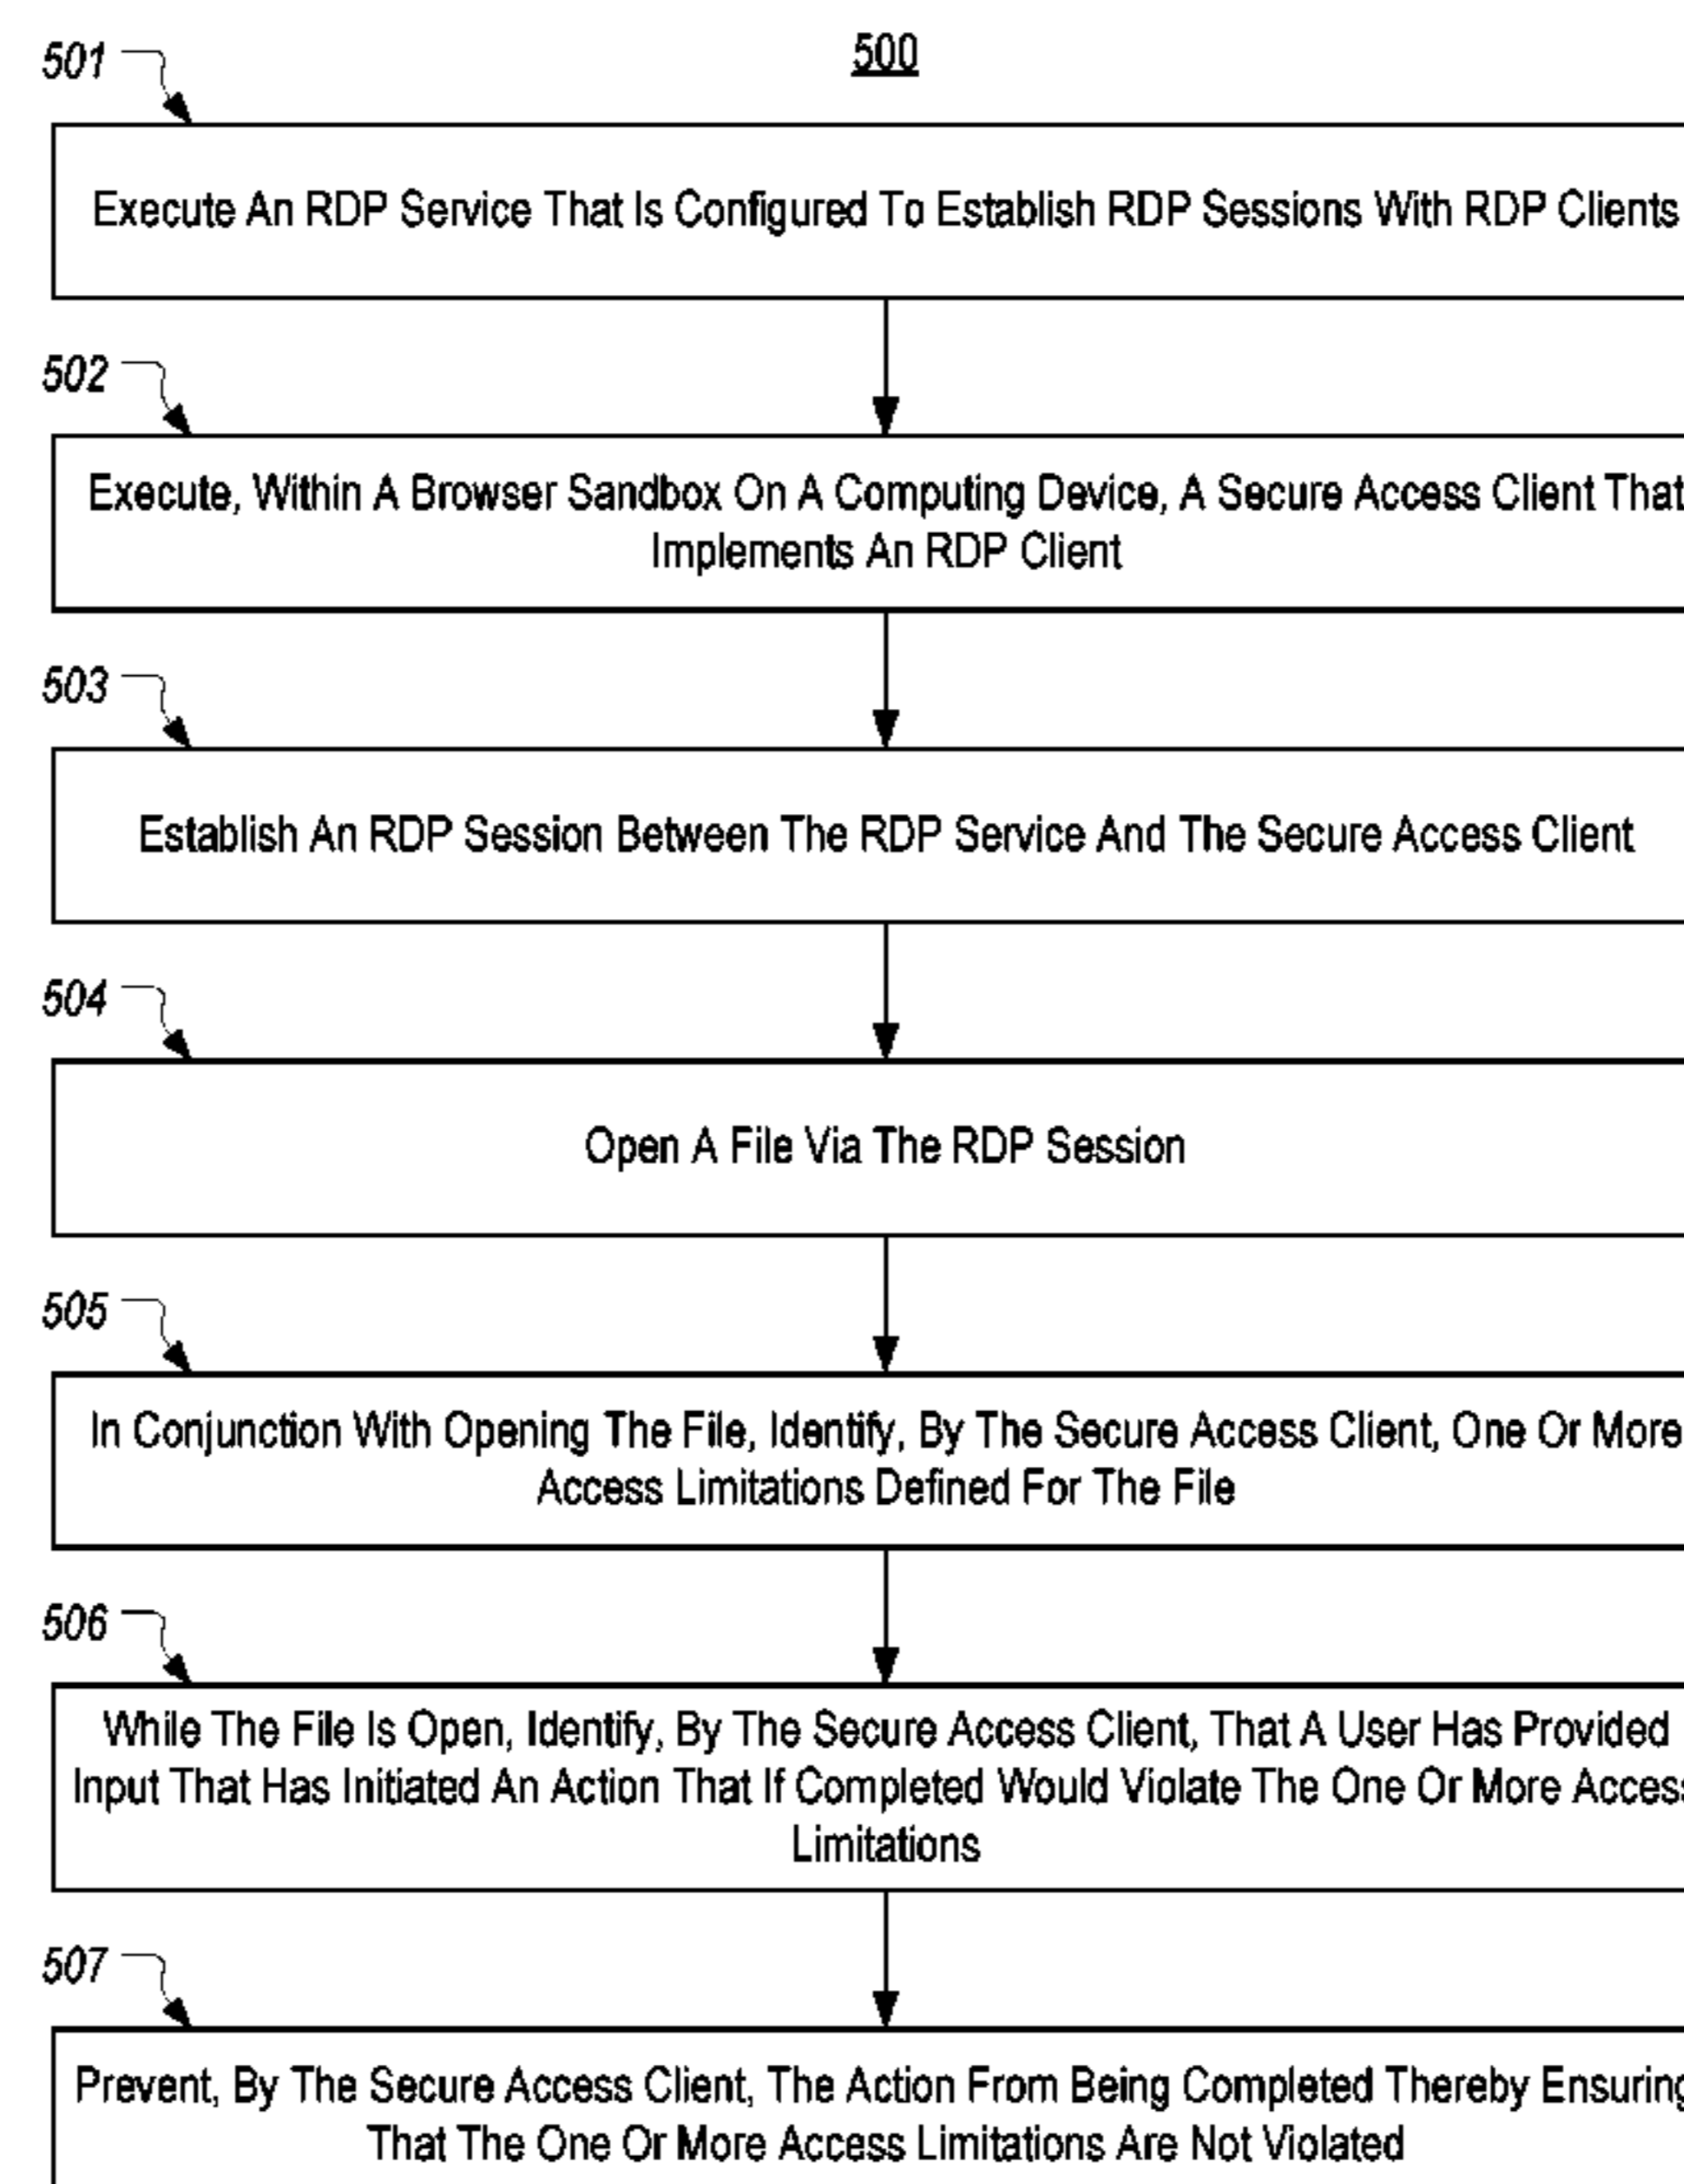 500
501
Execute An RDP Service That Is Configured To Establish RDP Sessions With RDP Clients
502
Execute, Within A Browser Sandbox On A Computing Device, A Secure Access Client That
Implements An RDP Client
503
Establish An RDP Session Between The RDP Service And The Secure Access Client
504
Open A File Via The RDP Session
505
In Conjunction With Opening The File, Identify, By The Secure Access Client, One Or More
Access Limitations Defined For The File
506
While The File Is Open, Identify, By The Secure Access Client, That A User Has Provided
Input That Has Initiated An Action That If Completed Would Violate The One Or More Access
Limitations
507
Prevent, By The Secure Access Client, The Action From Being Completed Thereby Ensuring
That The One Or More Access Limitations Are Not Violated